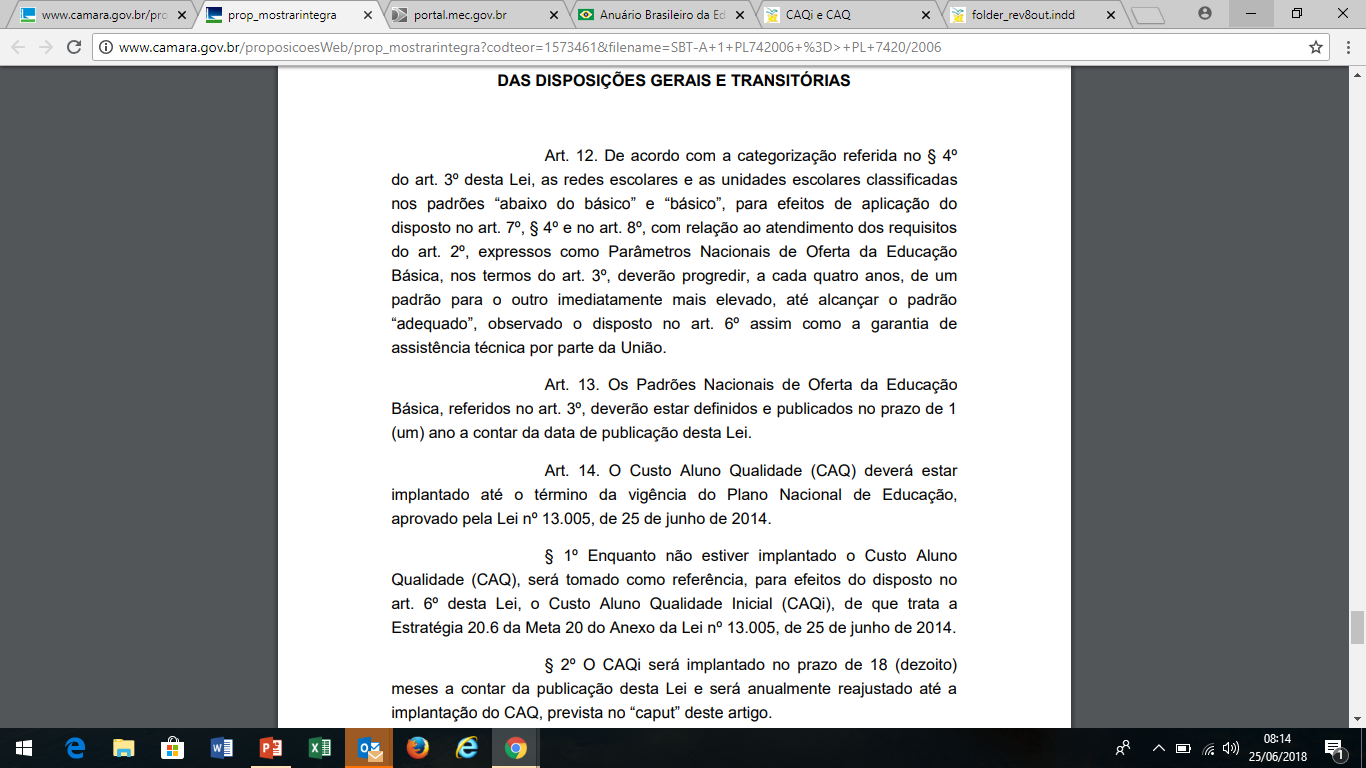 www.camara.gov.br/pro
prop_mostrarintegra
portal.mec.gov.br
Anuário Brasileiro da Ed
CAQi e CAQ
folder_rev8out.indd
www.camara.gov.br/proposicoesWeb/prop_mostrarintegra?codteor=1573461&filename=SBT-A+1+PL742006+%3D>+PL+7420/2006
DAS DISPOSIÇÕES GERAIS E TRANSITÓRIAS
Art. 12. De acordo com a categorização referida no § 4º
do art. 3º desta Lei, as redes escolares e as unidades escolares classificadas
nos padrões “abaixo do básico” e “básico”, para efeitos de aplicação do
disposto no art. 7º, § 4º e no art. 8º, com relação ao atendimento dos requisitos
do art. 2º, expressos como Parâmetros Nacionais de Oferta da Educação
Básica, nos termos do art. 3º, deverão progredir, a cada quatro anos, de um
padrão para o outro imediatamente mais elevado, até alcançar o padrão
“adequado”, observado o disposto no art. 6º assim como a garantia de
assistência técnica por parte da União.
Art. 13. Os Padrões Nacionais de Oferta da Educação
Básica, referidos no art. 3º, deverão estar definidos e publicados no prazo de 1
(um) ano a contar da data de publicação desta Lei.
Art. 14. O Custo Aluno Qualidade (CAQ) deverá estar
implantado até o término da vigência do Plano Nacional de Educação,
aprovado pela Lei nº 13.005, de 25 de junho de 2014.
§ 1º Enquanto não estiver implantado o Custo Aluno
Qualidade (CAQ), será tomado como referência, para efeitos do disposto no
art. 6º desta Lei, o Custo Aluno Qualidade Inicial (CAQi), de que trata a
Estratégia 20.6 da Meta 20 do Anexo da Lei nº 13.005, de 25 de junho de 2014.
§ 2º O CAQi será implantado no prazo de 18 (dezoito)
meses a contar da publicação desta Lei e será anualmente reajustado até a
implantação do CAQ, prevista no “caput” deste artigo.
08:14
25/06/2018
1